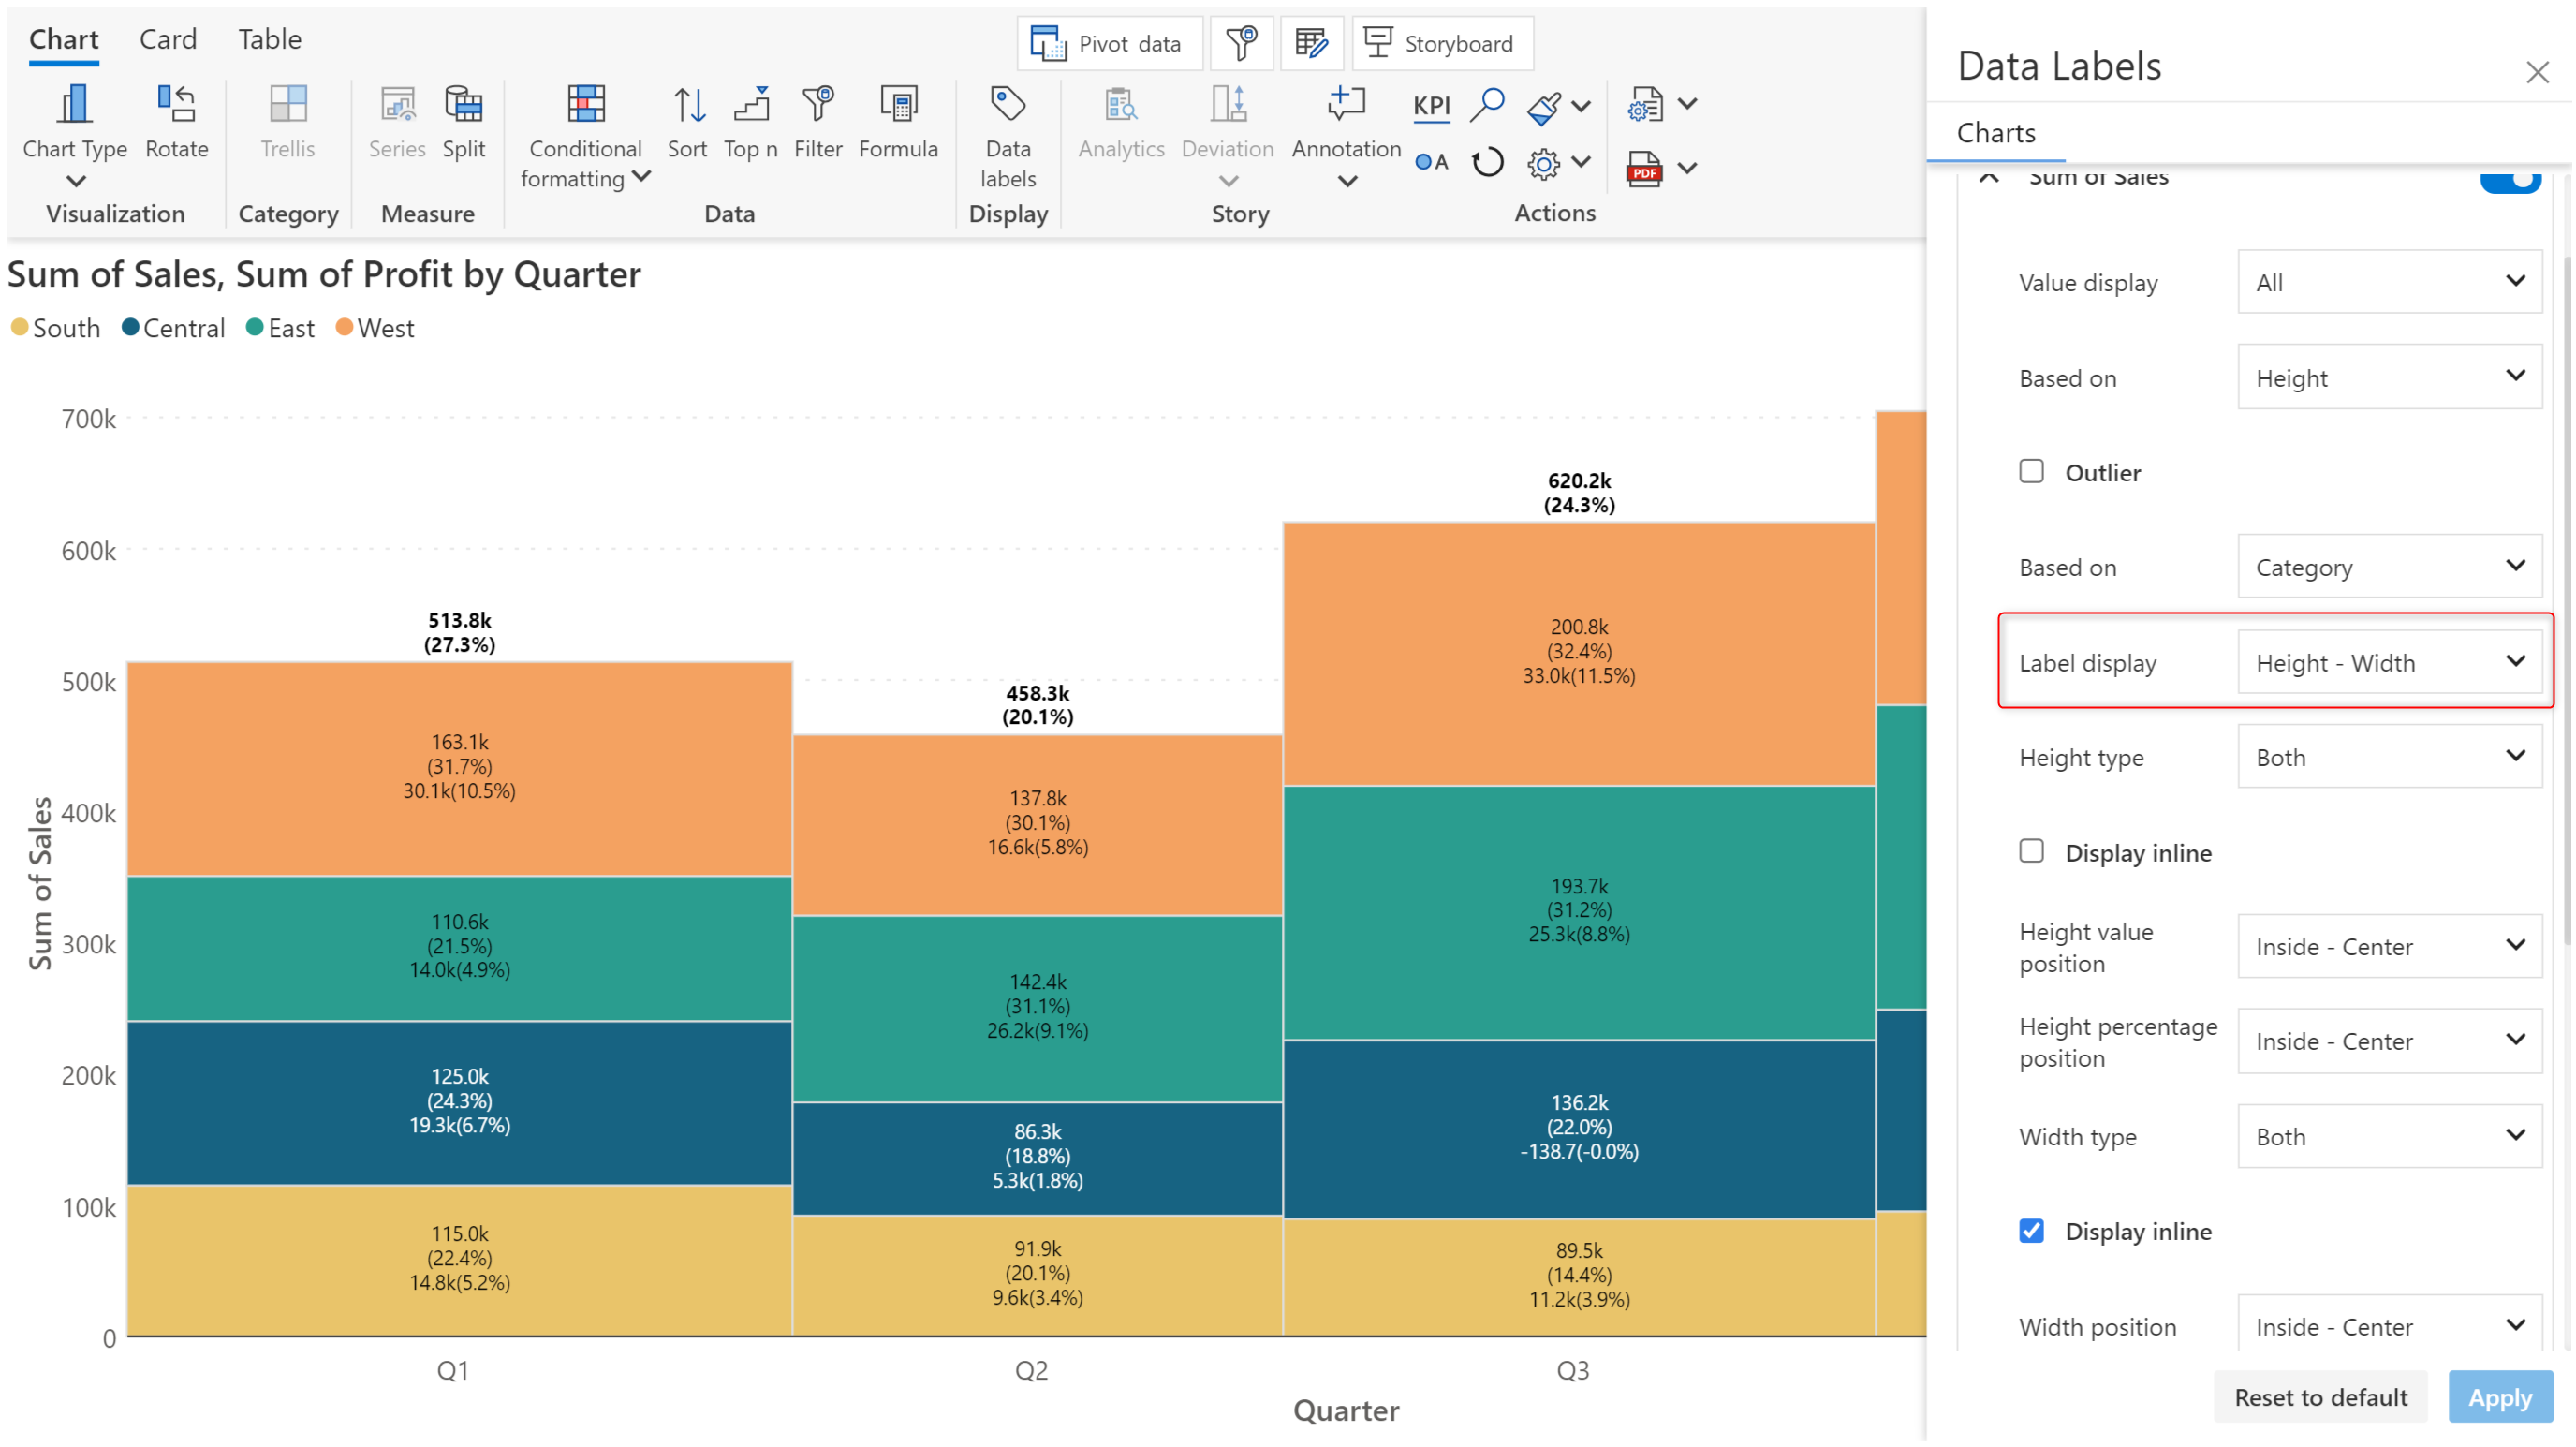 Chart Card Table
Pivot data
Storyboard
Chart Type
Rotate
Trellis
Series
Split
Conditional
formatting
Sort
Top n
Filter
Formula
Data
labels
Analytics
Deviation
Annotation
KPI
A
PDF
Visualization
Category
Measure
Data
Display
Story
Actions
Sum of Sales, Sum of Profit by Quarter
South Central East West
Sum of Sales
700k
600k
500k
400k
300k
200k
100k
0
513.8k
(27.3%)
163.1k
(31.7%)
30.1k(10.5%)
110.6k
(21.5%)
14.0k(4.9%)
125.0k
(24.3%)
19.3k(6.7%)
115.0k
(22.4%)
14.8k(5.2%)
458.3k
(20.1%)
137.8k
(30.1%)
16.6k(5.8%)
142.4k
(31.1%)
26.2k(9.1%)
86.3k
(18.8%)
5.3k(1.8%)
91.9k
(20.1%)
9.6k(3.4%)
620.2k
(24.3%)
200.8k
(32.4%)
33.0k(11.5%)
193.7k
(31.2%)
25.3k(8.8%)
136.2k
(22.0%)
-138.7(-0.0%)
89.5k
(14.4%)
11.2k(3.9%)
Q1
Q2
Q3
Quarter
Data Labels
Charts
Sum of Sales
Value display
All
Based on
Height
Outlier
Based on
Category
Label display
Height - Width
Height type
Both
Display inline
Height value
position
Inside - Center
Height percentage
position
Inside - Center
Width type
Both
Display inline
Width position
Inside - Center
Reset to default
Apply